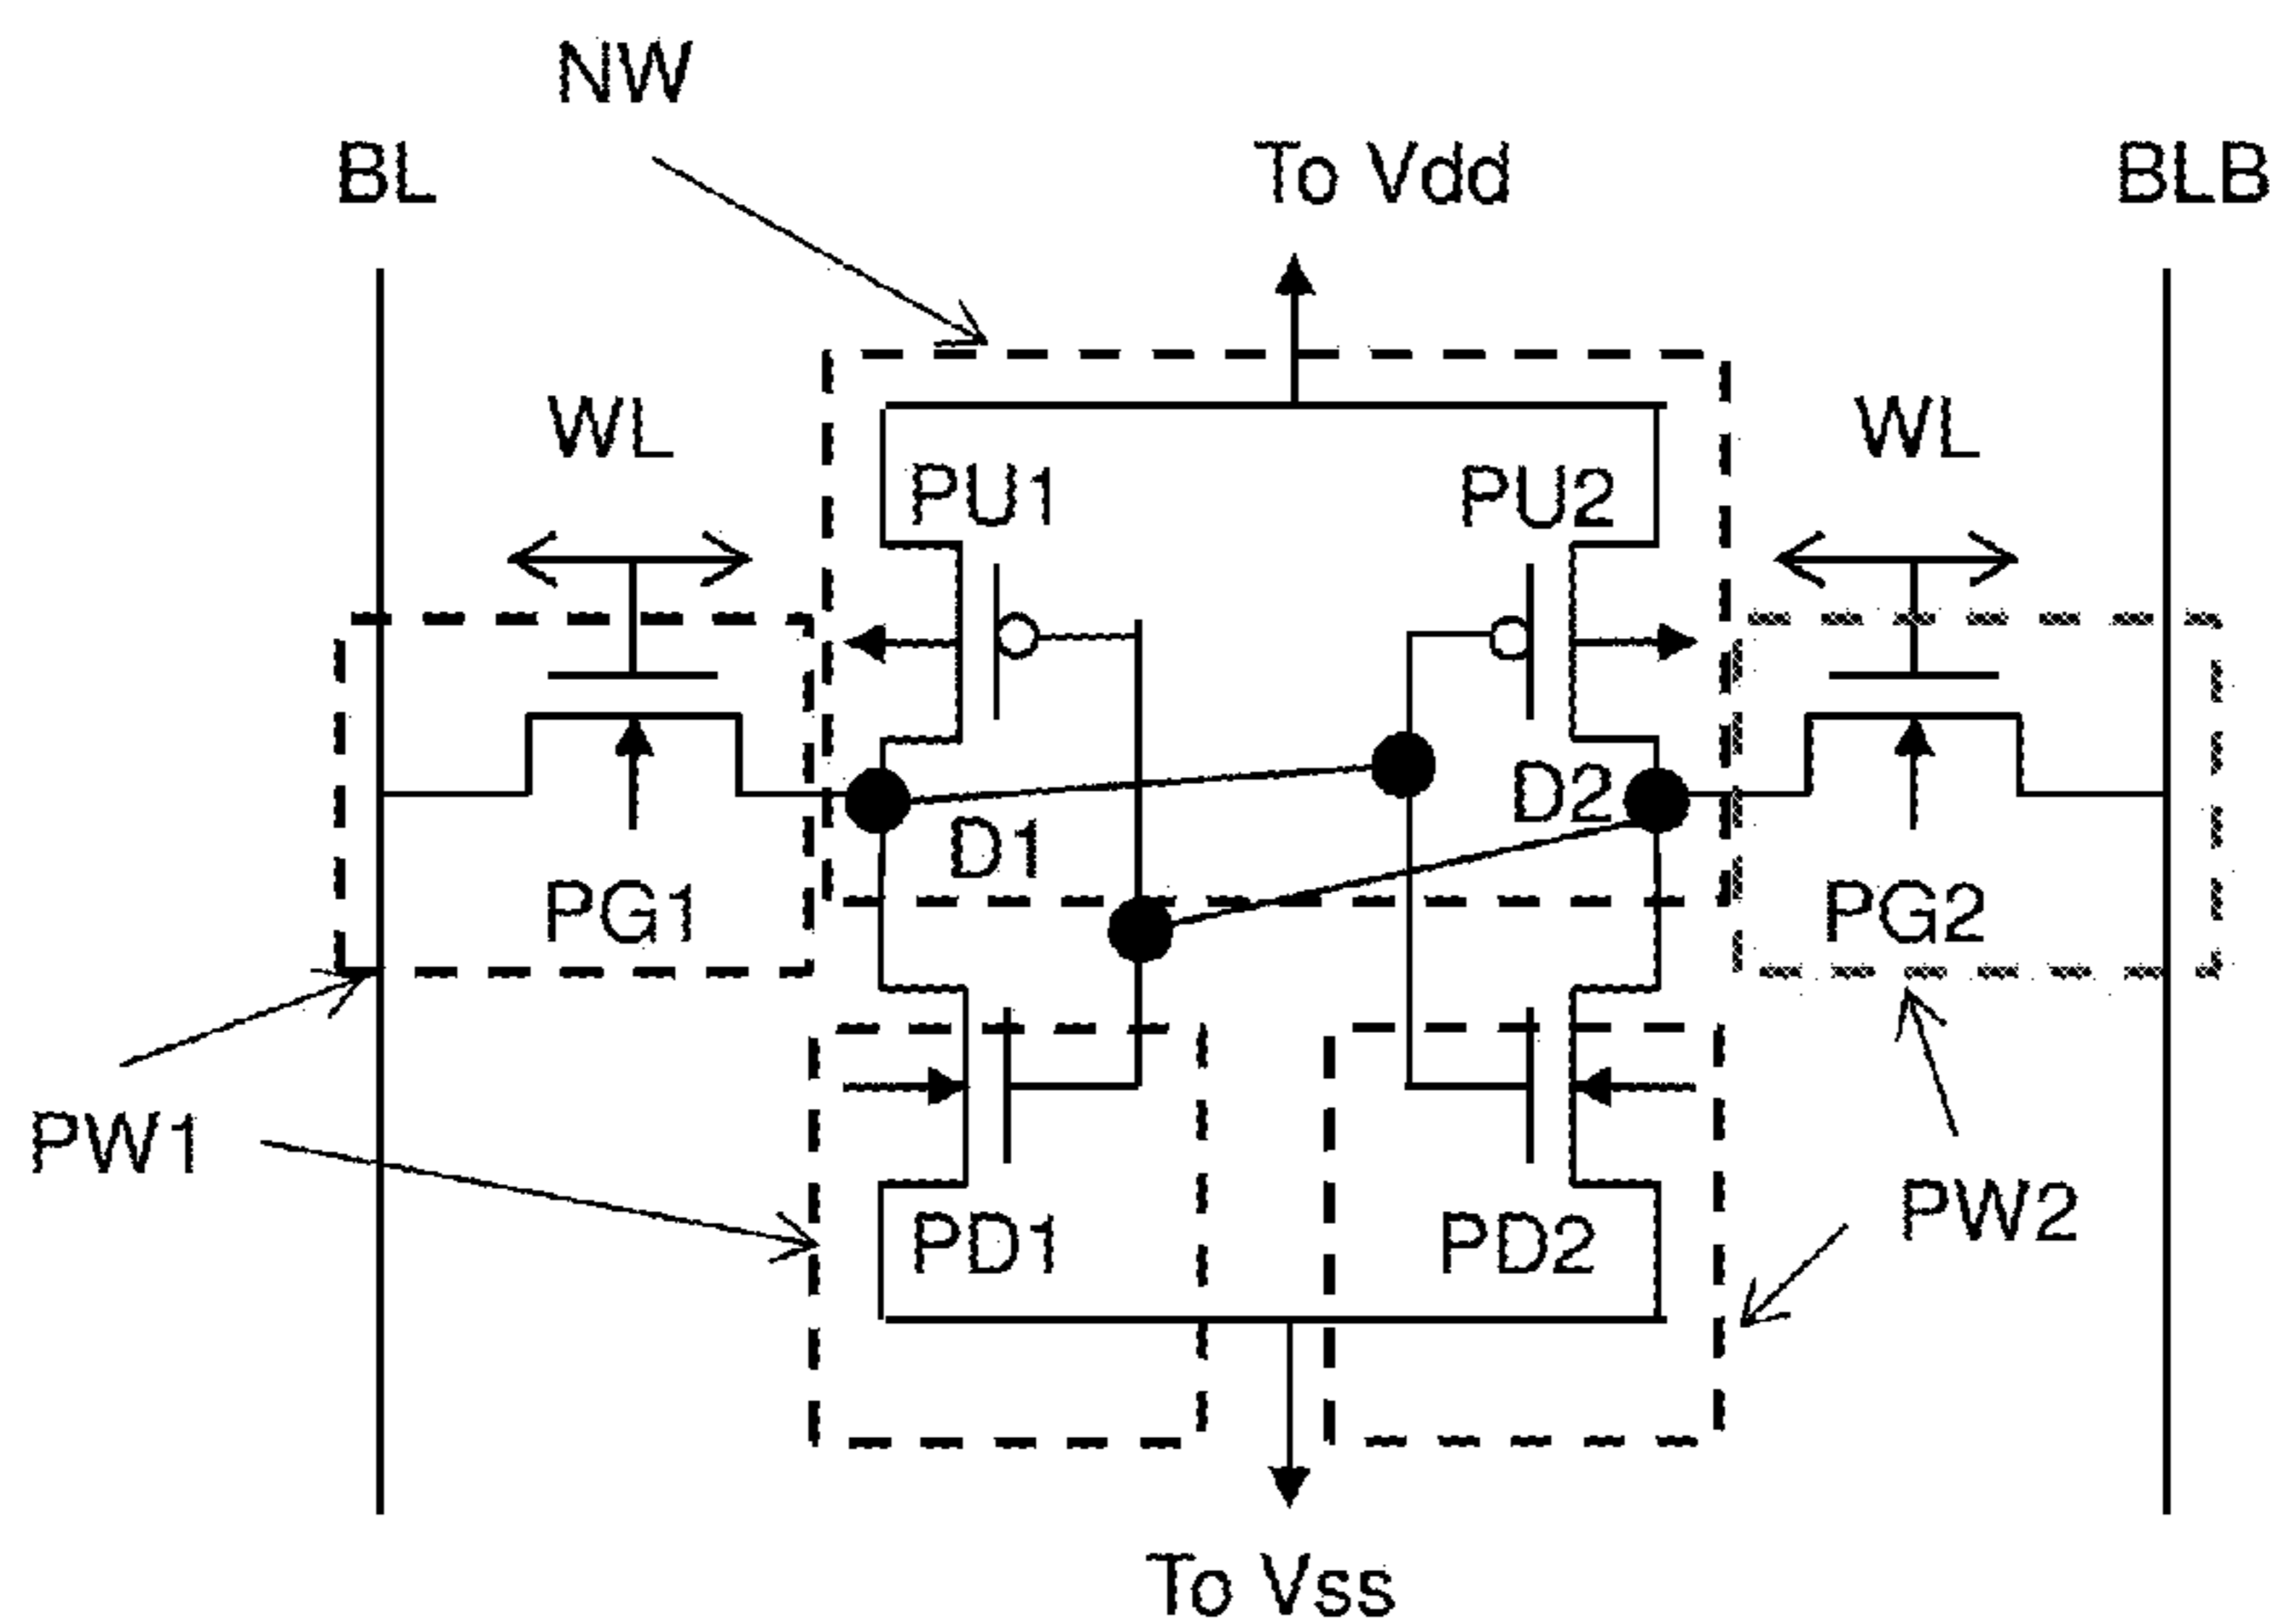 NW
BL
To Vdd
BLB
WL
WL
PU1
PU2
D2
D1
PG1
PG2
PW1
PW2
PD1
PD2
To Vss